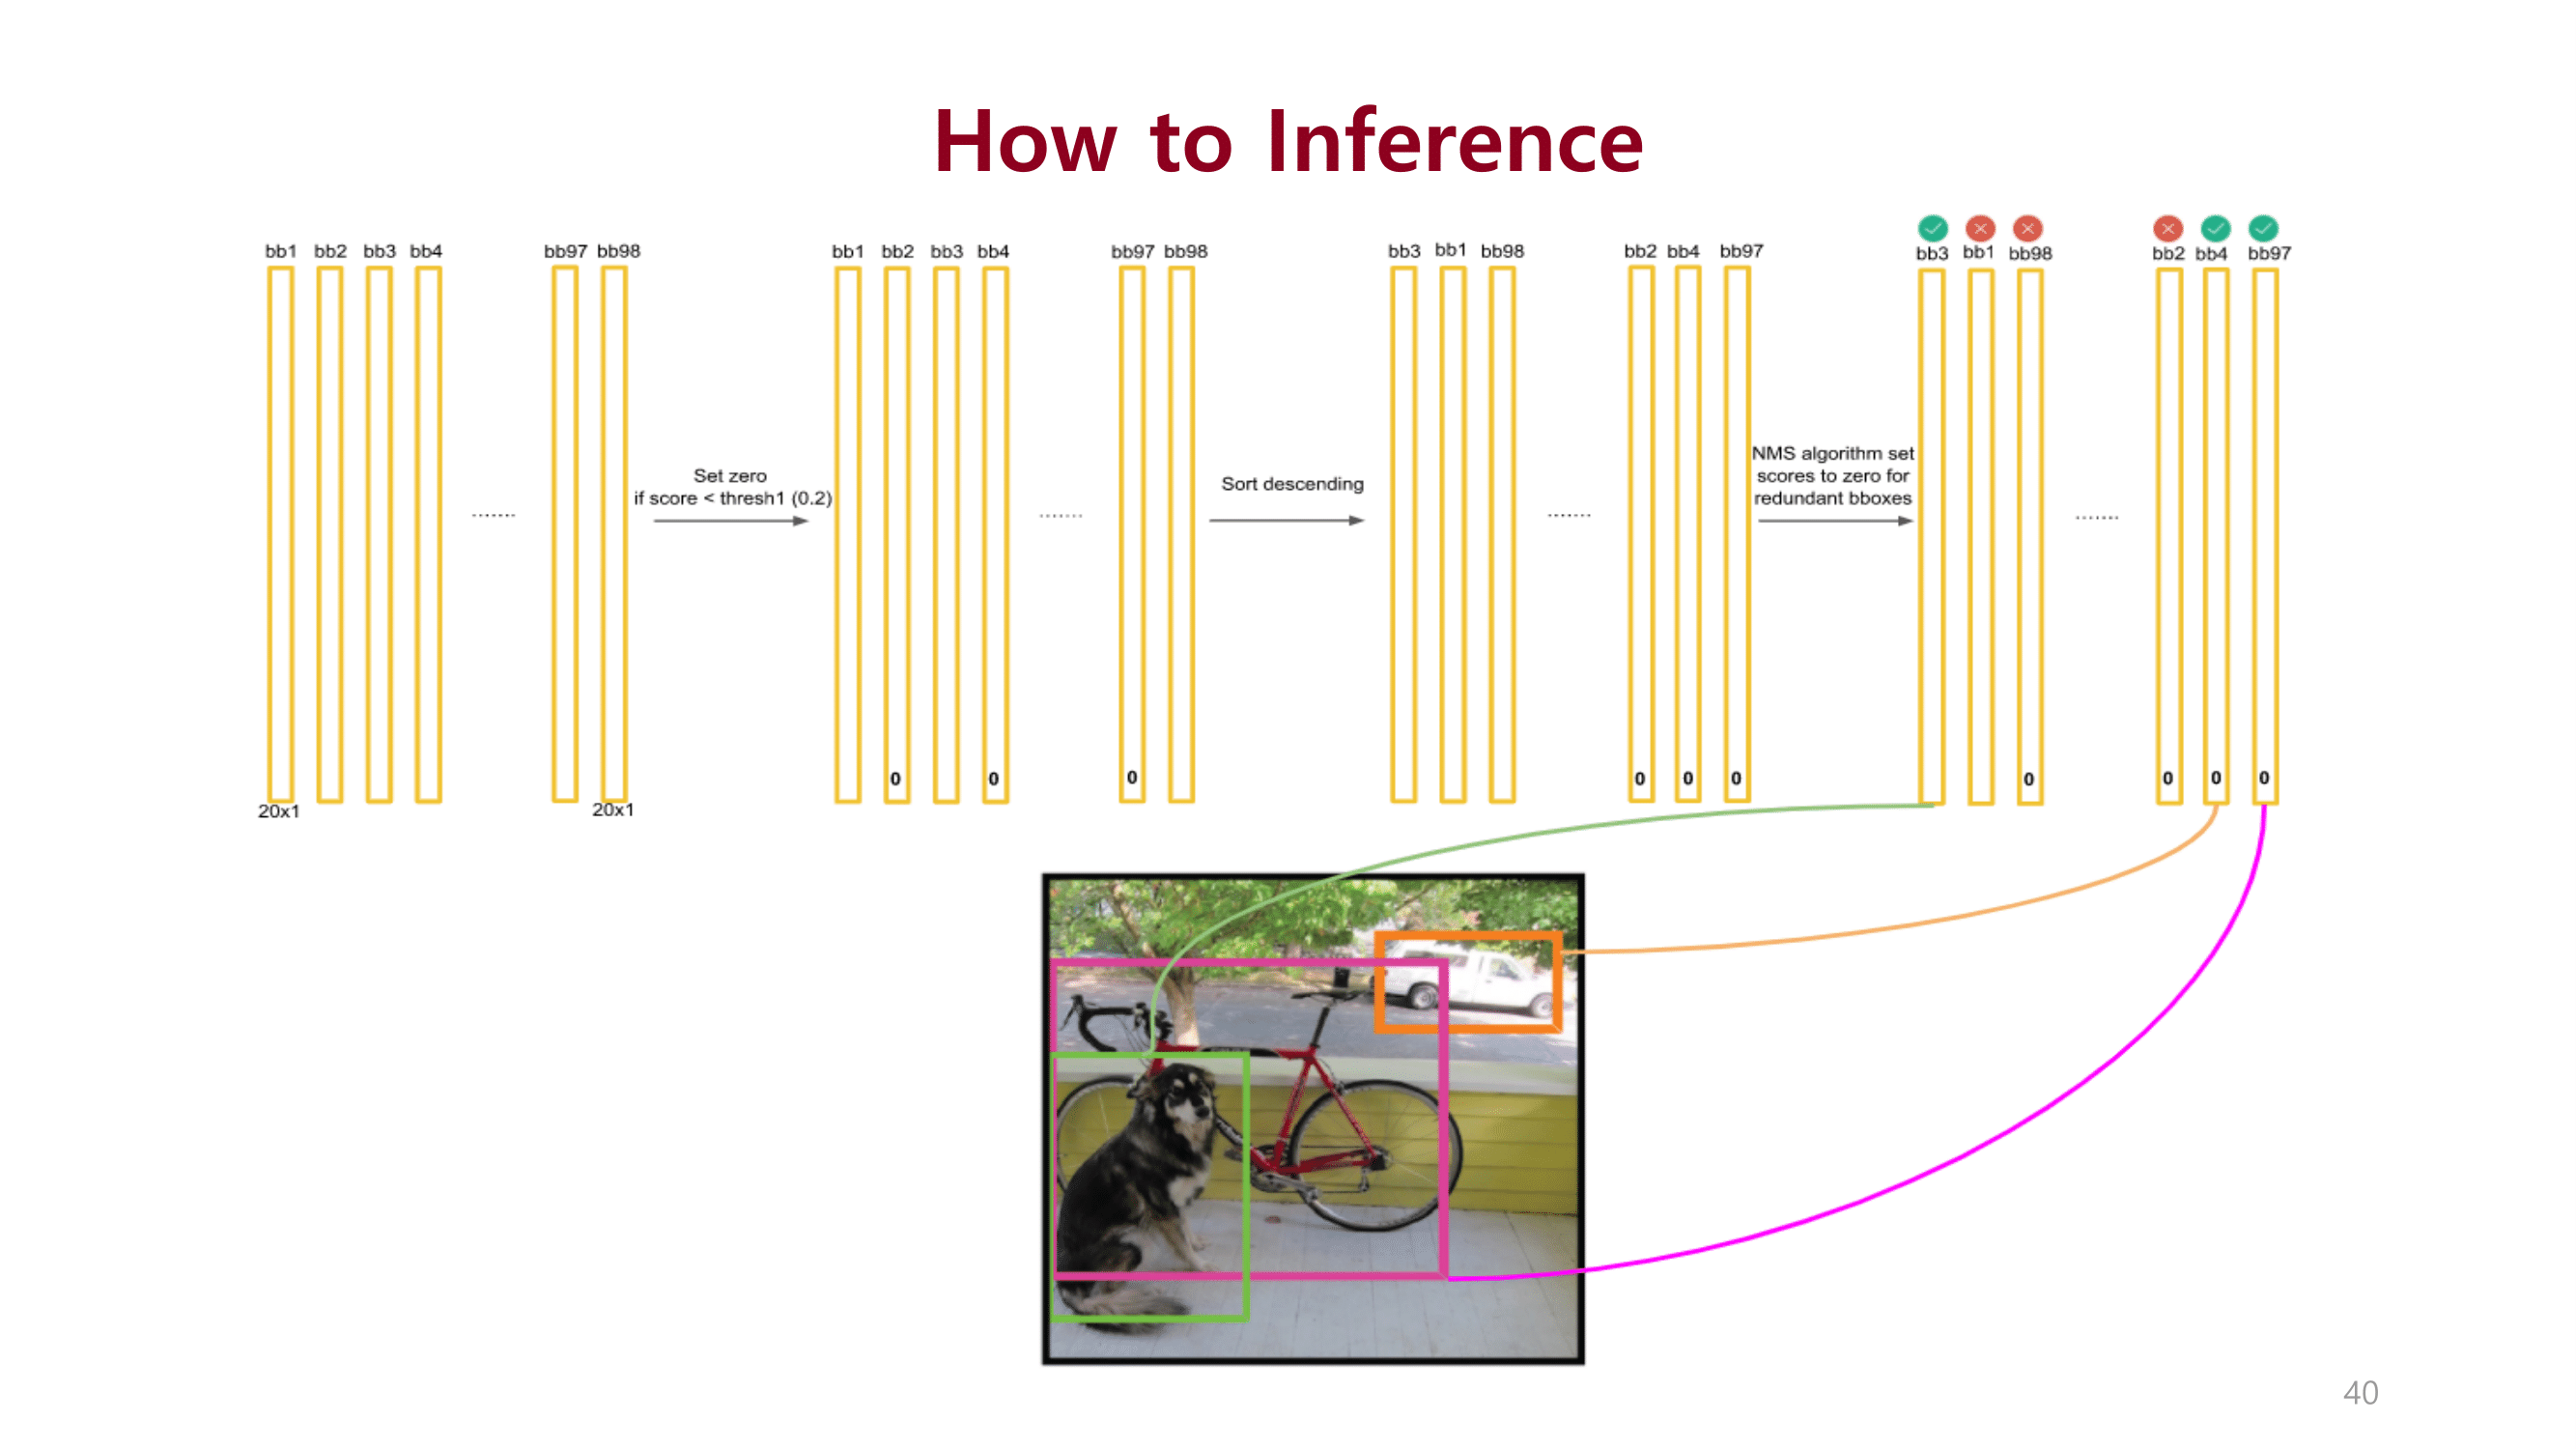 How to Inference
bb1 bb2 bb3 bb4 bb97 bb98
bb1 bb2 bb3 bb4 bb97 bb98
bb3 bb1 bb98 bb2 bb4 bb97
bb3 bb1 bb98 bb2 bb4 bb97
Set zero
if score < thresh1 (0.2)
.......
.......
Sort descending
.......
NMS algorithm set
scores to zero for
redundant bboxes
.......
0 0 0
0 0 0
0 0 0 0
20x1 20x1
40